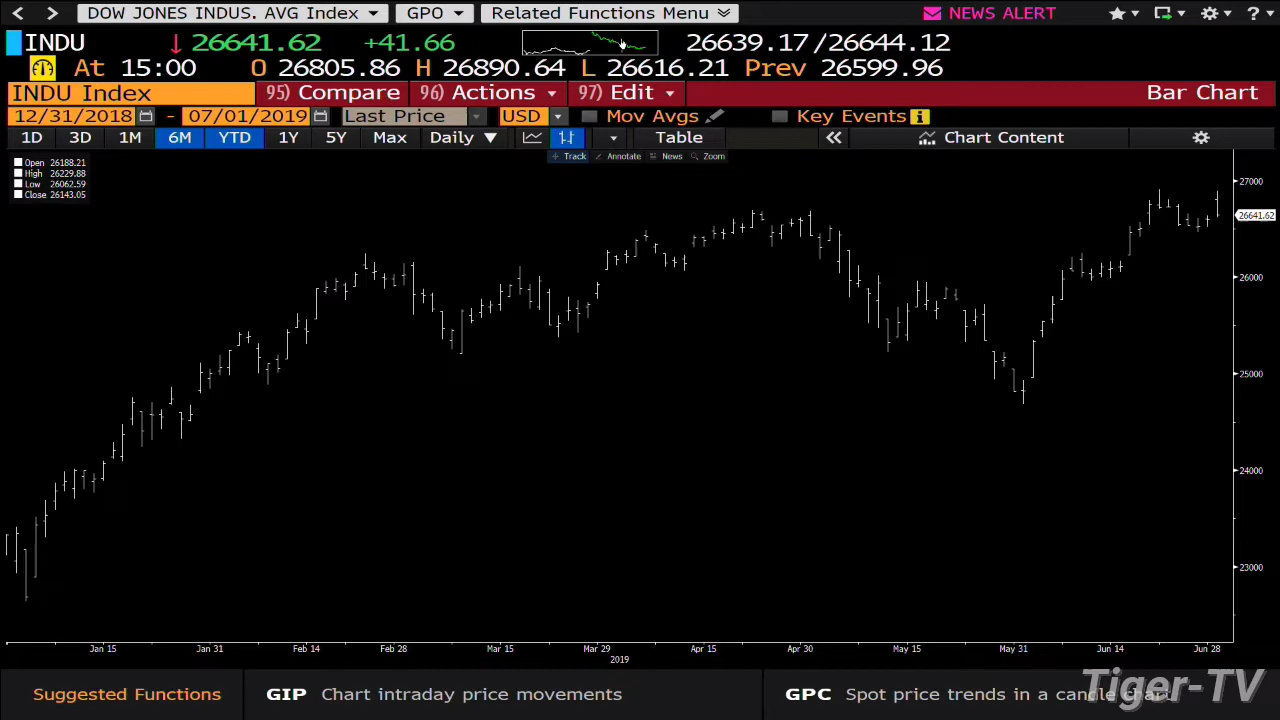 DOW JONES INDUS. AVG Index GPO Related Functions Menu NEWS ALERT ?
INDU 26641.62 +41.66 26639.17/26644.12
At 15:00 O 26805.86 H 26890.64 L 26616.21 Prev 26599.96
INDU Index 95) Compare 96) Actions 97) Edit Bar Chart
12/31/2018 - 07/01/2019 Last Price USD Mov Avgs Key Events i
1D 3D 1M 6M YTD 1Y 5Y Max Daily Table Chart Content
Track Annotate News Zoom
Open 26188.21
High 26229.88
Low 26062.59
Close 26143.05
27000
26641.62
26000
25000
24000
23000
Jan 15 Jan 31 Feb 14 Feb 28 Mar 15 Mar 29 Apr 15 Apr 30 May 15 May 31 Jun 14 Jun 28
2019
Suggested Functions GIP Chart intraday price movements GPC Spot price trends in a candle chart
Tiger-TV